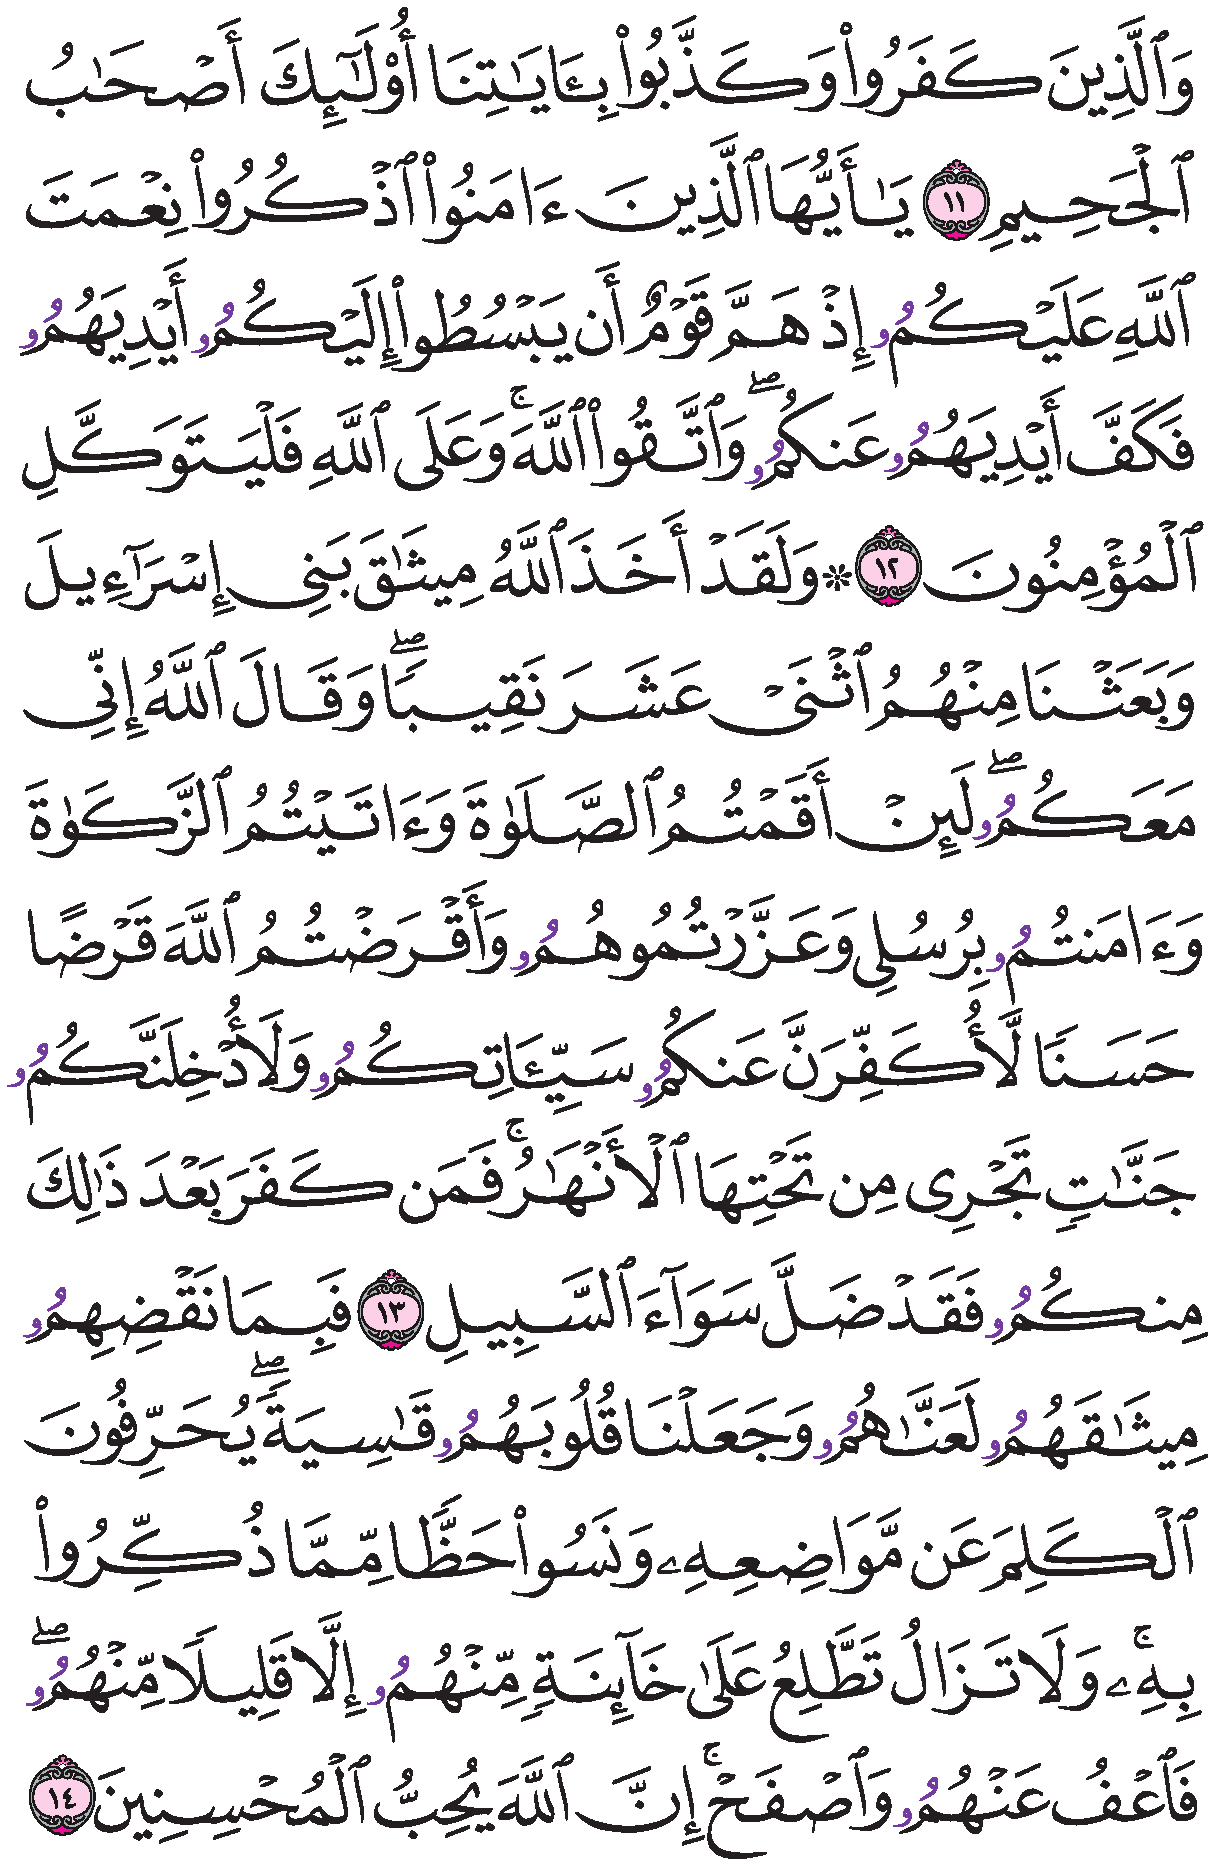 وَٱلَّذِينَ كَفَرُواْ وَكَذَّبُواْ بِـَٔايَٰتِنَا أُوْلَٰٓئِكَ أَصْحَٰبُ
ٱلْجَحِيمِ ١١ يَٰأَيُّهَا ٱلَّذِينَ ءَامَنُواْ ٱذْكُرُواْ نِعْمَتَ
ٱللَّهِ عَلَيْكُمُۥ إِذْ هَمَّ قَوْمٌ أَن يَبْسُطُواْ إِلَيْكُمُۥ أَيْدِيَهُمُۥ
فَكَفَّ أَيْدِيَهُمُۥ عَنكُمُۥۖ وَٱتَّقُواْ ٱللَّهَۚ وَعَلَى ٱللَّهِ فَلْيَتَوَكَّلِ
ٱلْمُؤْمِنُونَ ١٢ ۞ وَلَقَدْ أَخَذَ ٱللَّهُ مِيثَٰقَ بَنِى إِسْرَٰٓءِيلَ
وَبَعَثْنَا مِنْهُمُ ٱثْنَىْ عَشَرَ نَقِيبًاۖ وَقَالَ ٱللَّهُ إِنِّى
مَعَكُمُۥۖ لَئِنْ أَقَمْتُمُ ٱلصَّلَوٰةَ وَءَاتَيْتُمُ ٱلزَّكَوٰةَ
وَءَامَنتُمُۥ بِرُسُلِى وَعَزَّرْتُمُوهُمُۥ وَأَقْرَضْتُمُ ٱللَّهَ قَرْضًا
حَسَنًا لَّأُكَفِّرَنَّ عَنكُمُۥ سَيِّـَٔاتِكُمُۥ وَلَأُدْخِلَنَّكُمُۥ
جَنَّٰتٍ تَجْرِى مِن تَحْتِهَا ٱلْأَنْهَٰرُۚ فَمَن كَفَرَ بَعْدَ ذَٰلِكَ
مِنكُمُۥ فَقَدْ ضَلَّ سَوَآءَ ٱلسَّبِيلِ ١٣ فَبِمَا نَقْضِهِمُۥ
مِيثَٰقَهُمُۥ لَعَنَّٰهُمُۥ وَجَعَلْنَا قُلُوبَهُمُۥ قَٰسِيَةًۖ يُحَرِّفُونَ
ٱلْكَلِمَ عَن مَّوَاضِعِهِۦ وَنَسُواْ حَظًّا مِّمَّا ذُكِّرُواْ
بِهِۦۚ وَلَا تَزَالُ تَطَّلِعُ عَلَىٰ خَآئِنَةٍ مِّنْهُمُۥ إِلَّا قَلِيلًا مِّنْهُمُۥۖ
فَٱعْفُ عَنْهُمُۥ وَٱصْفَحْۚ إِنَّ ٱللَّهَ يُحِبُّ ٱلْمُحْسِنِينَ ١٤